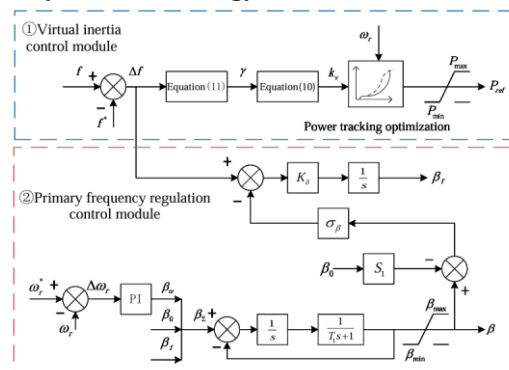 ①Virtual inertia
control module
ω_r
f + Δf Equation(11) γ Equation(10) k_v P_max P_ref
− f* P_min
Power tracking optimization
+ K_δ 1/s β_f
−
②Primary frequency regulation
control module
σ_β
β_0 S_1 − +
ω_r* + Δω_r PI β_w
− ω_r β_0 β_Σ + 1/s 1/(T_1s+1) β_max β
β_f − β_min